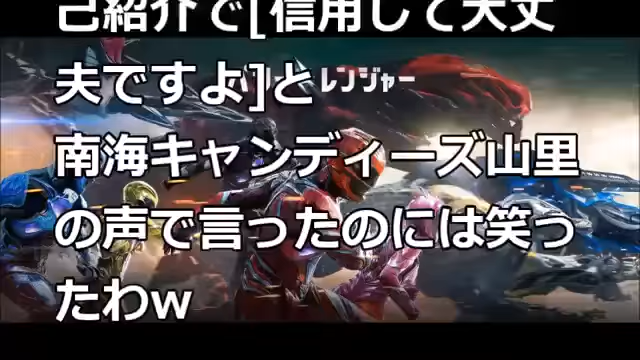 己紹介で[信用して大丈
夫ですよ]と
レンジャー
南海キャンディーズ山里
の声で言ったのには笑っ
たわw